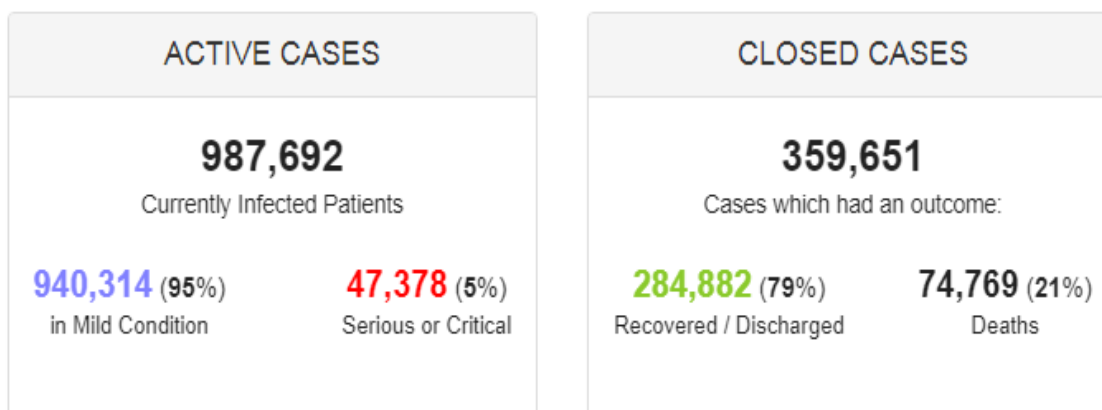 ACTIVE CASES
987,692
Currently Infected Patients
940,314 (95%)
in Mild Condition
47,378 (5%)
Serious or Critical
CLOSED CASES
359,651
Cases which had an outcome:
284,882 (79%)
Recovered / Discharged
74,769 (21%)
Deaths